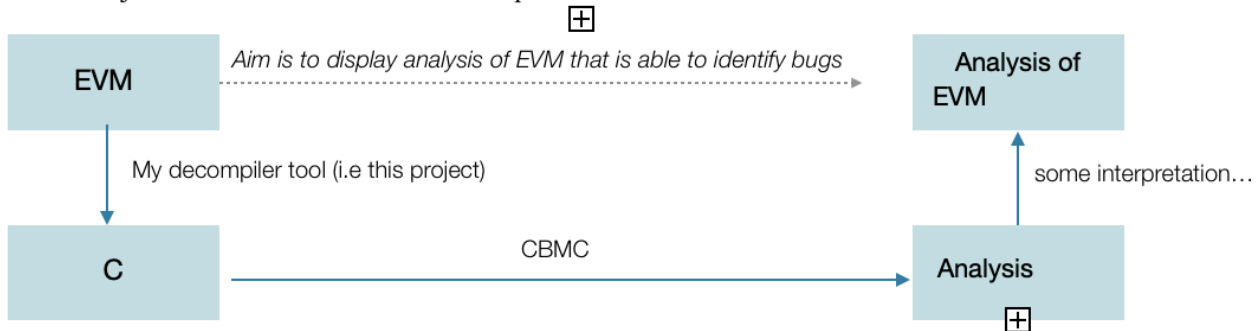 EVM
Aim is to display analysis of EVM that is able to identify bugs
Analysis of
EVM
My decompiler tool (i.e this project)
some interpretation…
C
CBMC
Analysis